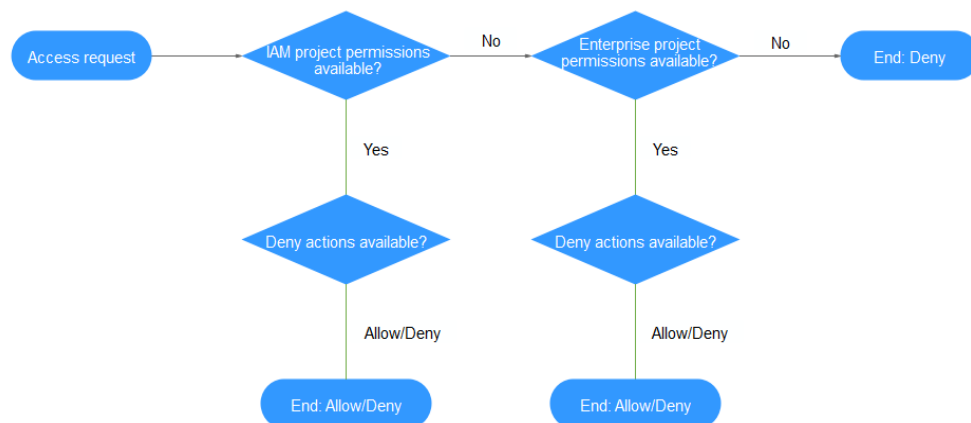 Access request
IAM project permissions
available?
No
Enterprise project
permissions available?
No
End: Deny
Yes
Yes
Deny actions available?
Deny actions available?
Allow/Deny
Allow/Deny
End: Allow/Deny
End: Allow/Deny